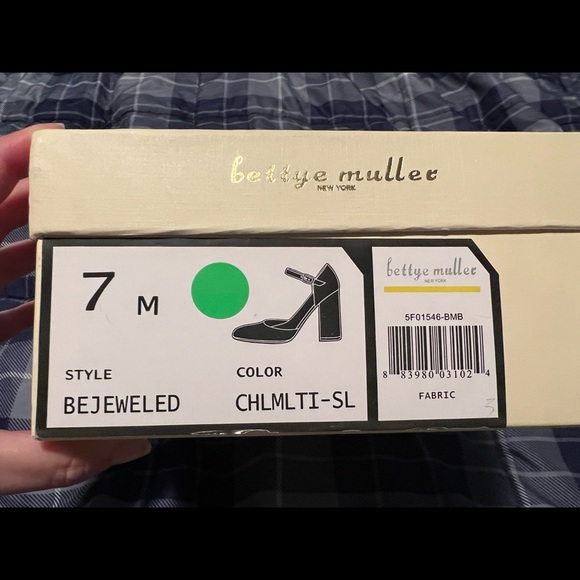 bettye muller
NEW YORK
7 M
STYLE
BEJEWELED
COLOR
CHLMLTI-SL
bettye muller
NEW YORK
5F01546-BMB
8 83980 03102 4
FABRIC
3